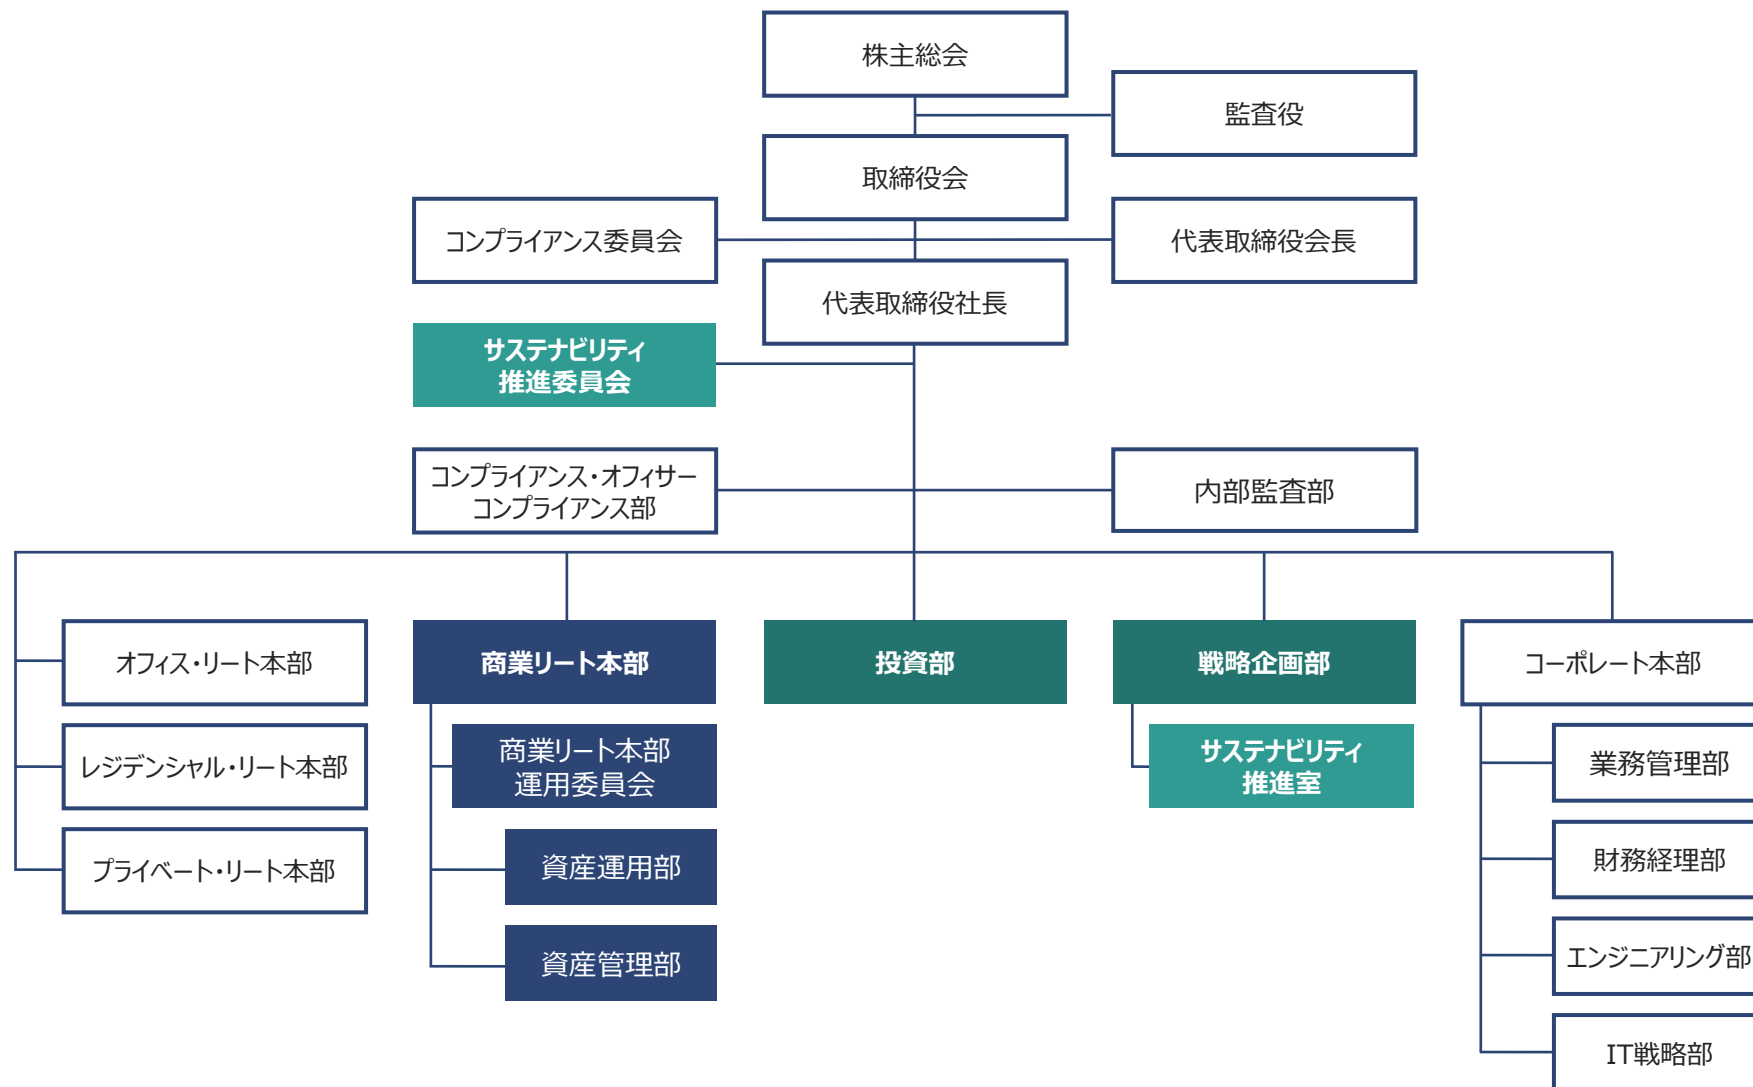 株主総会
監査役
取締役会
コンプライアンス委員会
代表取締役会長
代表取締役社長
サステナビリティ
推進委員会
コンプライアンス・オフィサー
コンプライアンス部
内部監査部
オフィス・リート本部
商業リート本部
投資部
戦略企画部
コーポレート本部
レジデンシャル・リート本部
商業リート本部
運用委員会
サステナビリティ
推進室
業務管理部
プライベート・リート本部
資産運用部
財務経理部
資産管理部
エンジニアリング部
IT戦略部